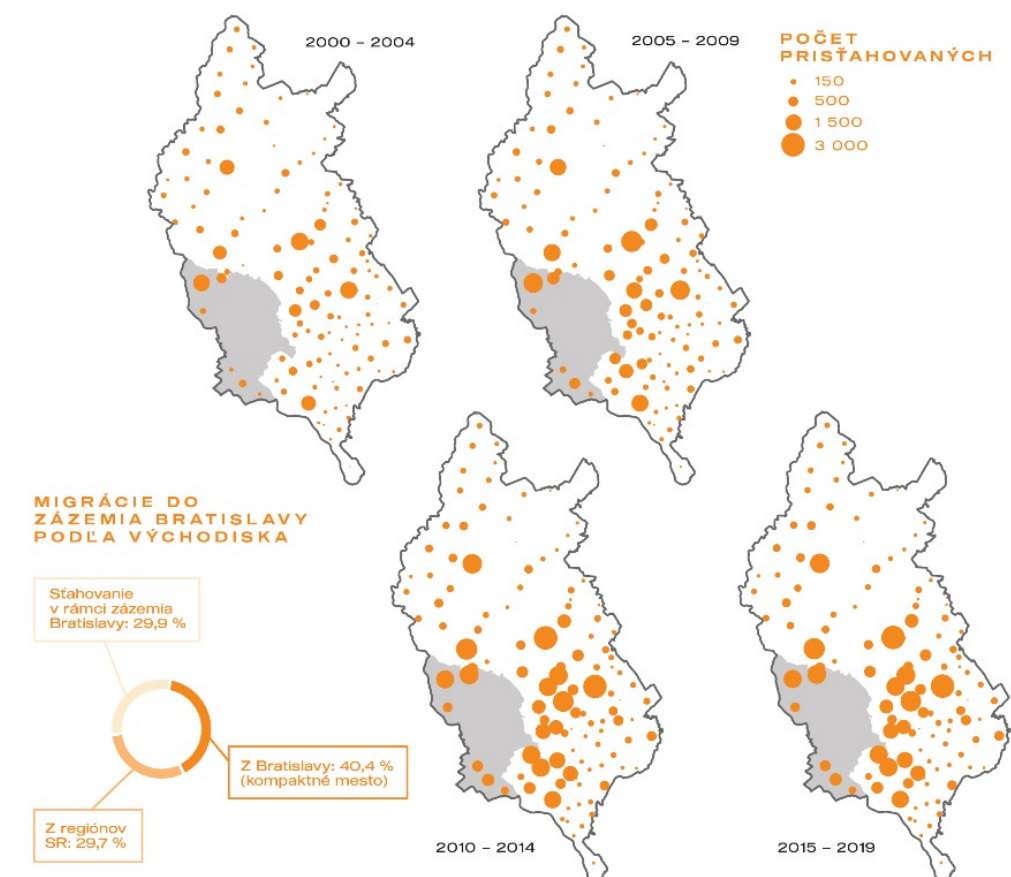 2000 – 2004
2005 – 2009
POČET
PRISŤAHOVANÝCH
150
500
1 500
3 000
MIGRÁCIE DO
ZÁZEMIA BRATISLAVY
PODĽA VÝCHODISKA
Sťahovanie
v rámci zázemia
Bratislavy: 29,9 %
Z Bratislavy: 40,4 %
(kompaktné mesto)
Z regiónov
SR: 29,7 %
2010 – 2014
2015 – 2019